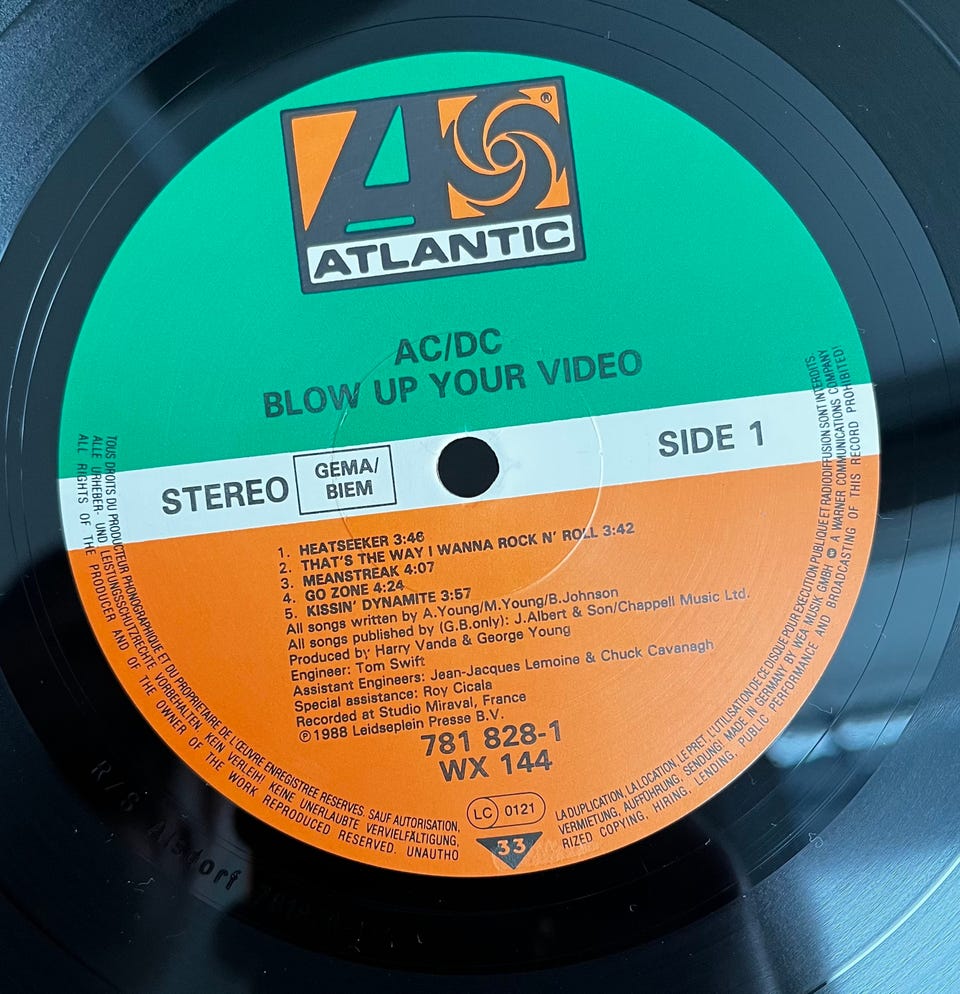 ®
ATLANTIC
AC/DC
BLOW UP YOUR VIDEO
STEREO
GEMA/
BIEM
SIDE 1
1. HEATSEEKER 3:46
2. THAT'S THE WAY I WANNA ROCK N' ROLL 3:42
3. MEANSTREAK 4:07
4. GO ZONE 4:24
5. KISSIN' DYNAMITE 3:57
All songs written by A.Young/M.Young/B.Johnson
All songs published by (G.B.only): J.Albert & Son/Chappell Music Ltd.
Produced by Harry Vanda & George Young
Engineer: Tom Swift
Assistant Engineers: Jean-Jacques Lemoine & Chuck Cavanagh
Special assistance: Roy Cicala
Recorded at Studio Miraval, France
℗1988 Leidseplein Presse B.V.
781 828-1
WX 144
LC 0121
33
TOUS DROITS DU PRODUCTEUR PHONOGRAPHIQUE ET DU PROPRIETAIRE DE L'ŒUVRE ENREGISTREE RESERVES. SAUF AUTORISATION,
LA DUPLICATION, LA LOCATION, LE PRET, L'UTILISATION DE CE DISQUE POUR EXECUTION PUBLIQUE ET RADIODIFFUSION SONT INTERDITS.
ALLE URHEBER- UND LEISTUNGSSCHUTZRECHTE VORBEHALTEN. KEIN VERLEIH! KEINE UNERLAUBTE VERVIELFÄLTIGUNG,
VERMIETUNG, AUFFÜHRUNG, SENDUNG! MADE IN GERMANY BY WEA MUSIK GMBH A WARNER COMMUNICATIONS COMPANY
ALL RIGHTS OF THE PRODUCER AND OF THE OWNER OF THE WORK REPRODUCED RESERVED. UNAUTHO
RIZED COPYING, HIRING, LENDING, PUBLIC PERFORMANCE AND BROADCASTING OF THIS RECORD PROHIBITED!
R/S Alsdorf